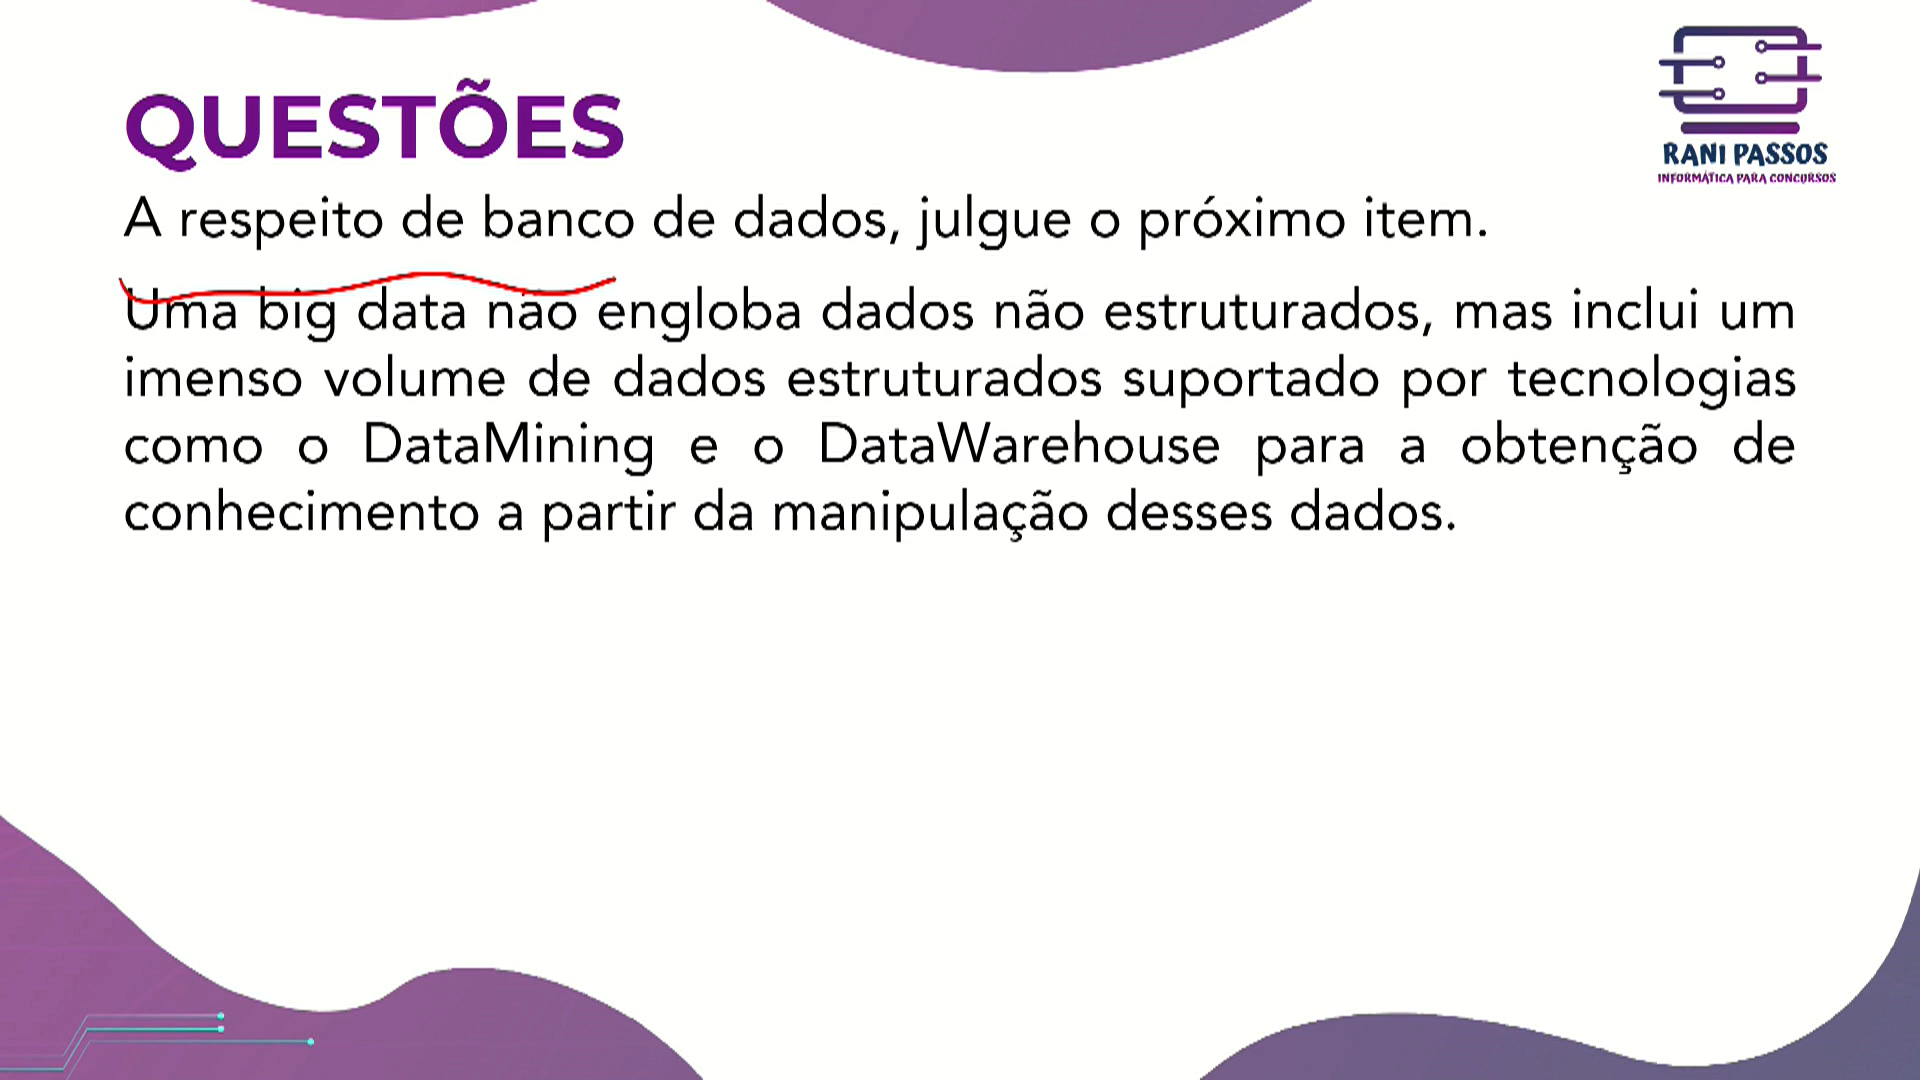 QUESTÕES
RANI PASSOS
INFORMÁTICA PARA CONCURSOS
A respeito de banco de dados, julgue o próximo item.
Uma big data não engloba dados não estruturados, mas inclui um
imenso volume de dados estruturados suportado por tecnologias
como o DataMining e o DataWarehouse para a obtenção de
conhecimento a partir da manipulação desses dados.